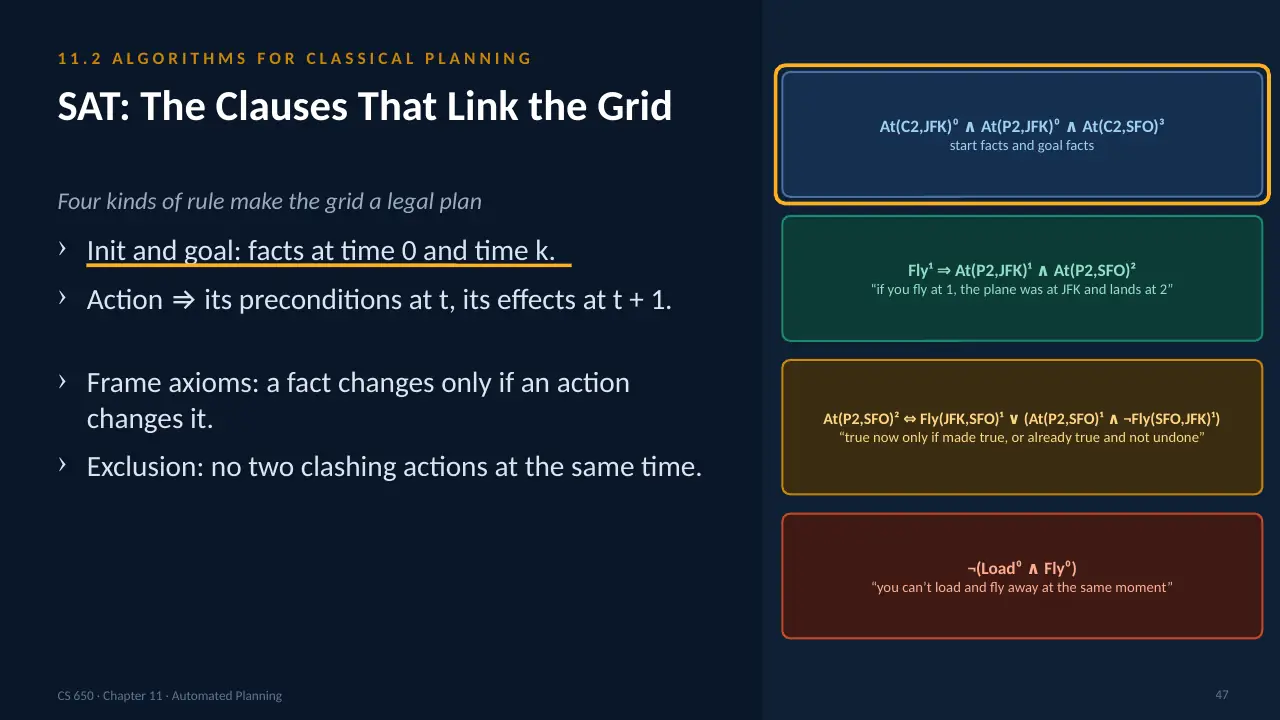 11.2 ALGORITHMS FOR CLASSICAL PLANNING
SAT: The Clauses That Link the Grid
Four kinds of rule make the grid a legal plan
› Init and goal: facts at time 0 and time k.
› Action ⇒ its preconditions at t, its effects at t + 1.
› Frame axioms: a fact changes only if an action
changes it.
› Exclusion: no two clashing actions at the same time.
At(C2,JFK)⁰ ∧ At(P2,JFK)⁰ ∧ At(C2,SFO)³
start facts and goal facts
Fly¹ ⇒ At(P2,JFK)¹ ∧ At(P2,SFO)²
“if you fly at 1, the plane was at JFK and lands at 2”
At(P2,SFO)² ⇔ Fly(JFK,SFO)¹ ∨ (At(P2,SFO)¹ ∧ ¬Fly(SFO,JFK)¹)
“true now only if made true, or already true and not undone”
¬(Load⁰ ∧ Fly⁰)
“you can’t load and fly away at the same moment”
CS 650 · Chapter 11 · Automated Planning
47